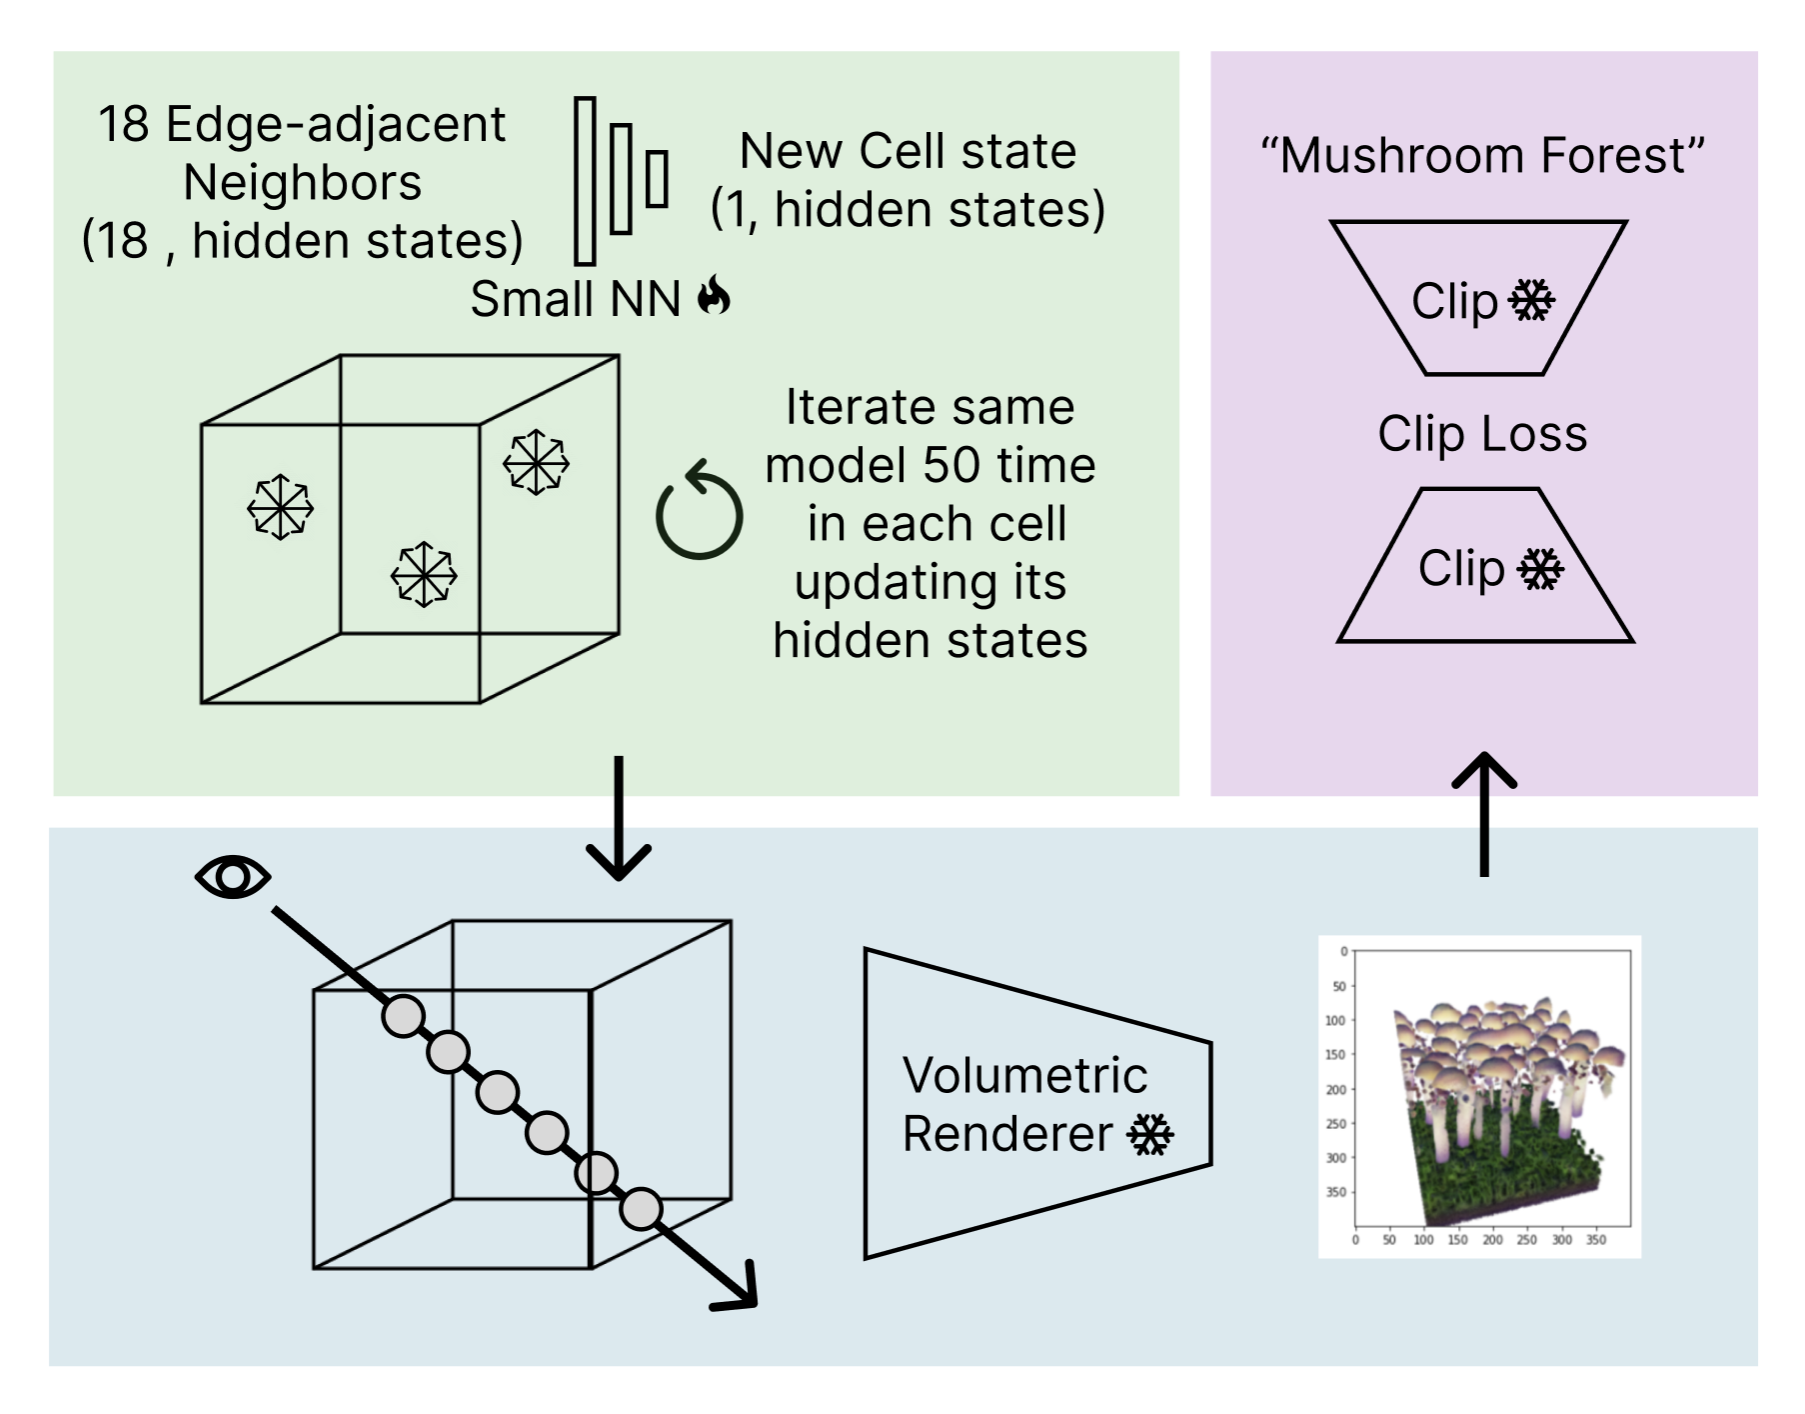 18 Edge-adjacent
Neighbors
(18 , hidden states)
New Cell state
(1, hidden states)
Small NN
Iterate same
model 50 time
in each cell
updating its
hidden states
“Mushroom Forest”
Clip
Clip Loss
Clip
Volumetric
Renderer
0
50
100
150
200
250
300
350
0 50 100 150 200 250 300 350